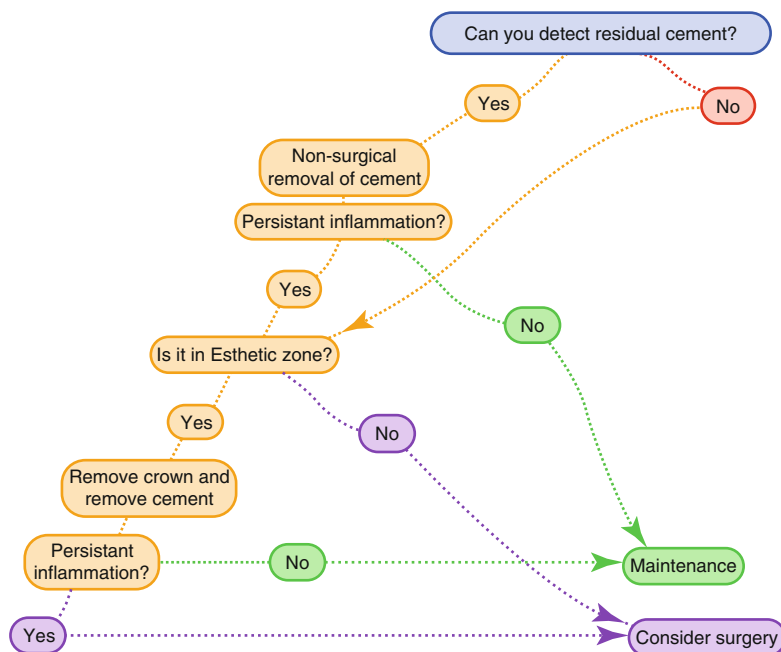 Can you detect residual cement?
Yes
No
Non-surgical
removal of cement
Persistant inflammation?
Yes
No
Is it in Esthetic zone?
Yes
No
Remove crown and
remove cement
Persistant
inflammation?
No
Maintenance
Yes
Consider surgery